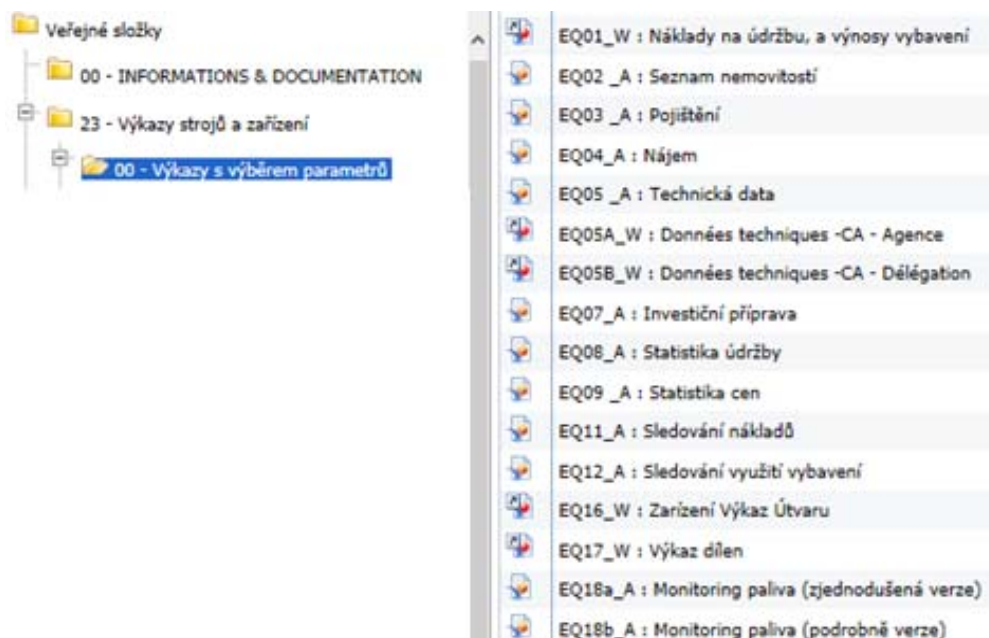 Veřejné složky
00 - INFORMATIONS & DOCUMENTATION
23 - Výkazy strojů a zařízení
00 - Výkazy s výběrem parametrů
EQ01_W : Náklady na údržbu, a výnosy vybavení
EQ02 _A : Seznam nemovitostí
EQ03 _A : Pojištění
EQ04_A : Nájem
EQ05 _A : Technická data
EQ05A_W : Données techniques -CA - Agence
EQ05B_W : Données techniques -CA - Délégation
EQ07_A : Investiční příprava
EQ08_A : Statistika údržby
EQ09 _A : Statistika cen
EQ11_A : Sledování nákladů
EQ12_A : Sledování využití vybavení
EQ16_W : Zarízení Výkaz Útvaru
EQ17_W : Výkaz dílen
EQ18a_A : Monitoring paliva (zjednodušená verze)
EQ18b_A : Monitoring paliva (podrobně verze)